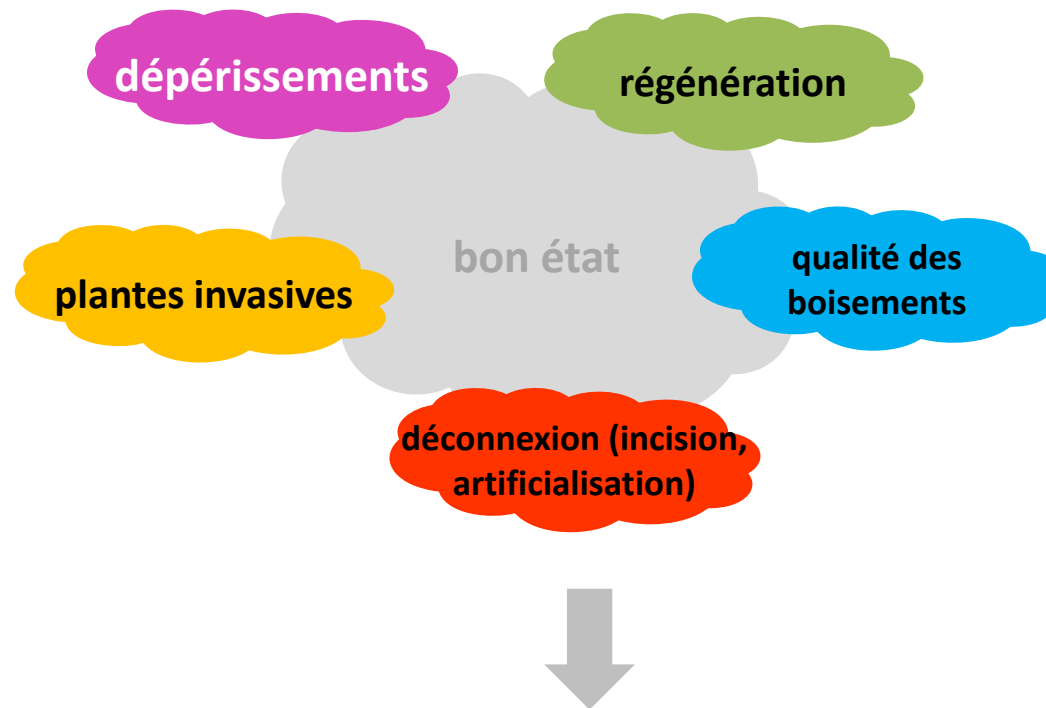 dépérissements
régénération
bon état
plantes invasives
qualité des
boisements
déconnexion (incision,
artificialisation)